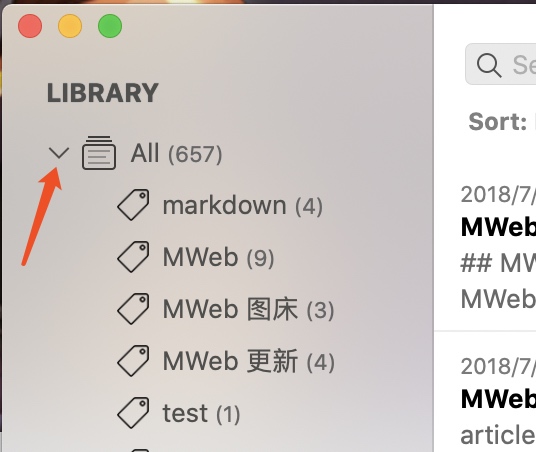 LIBRARY
All (657)
markdown (4)
MWeb (9)
MWeb 图床 (3)
MWeb 更新 (4)
test (1)
Sort:
2018/7/
MWeb
## MW
MWeb
2018/7/
MWeb
article